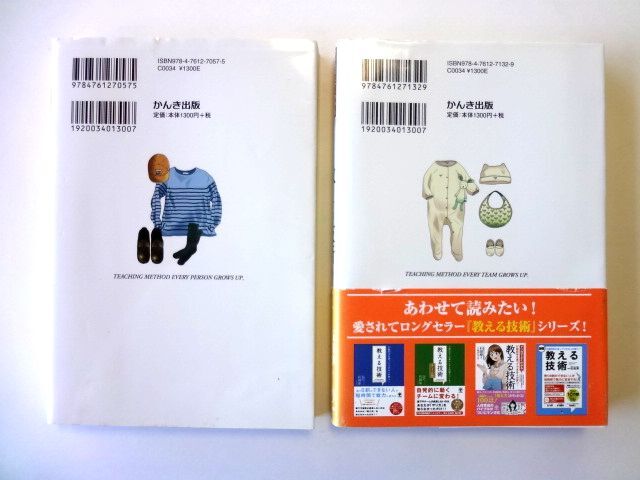 ISBN978-4-7612-7057-5
C0034 ¥1300E
9784761270575
かんき出版
定価：本体1300円＋税
1920034013007
TEACHING METHOD EVERY PERSON GROWS UP.
ISBN978-4-7612-7132-9
C0034 ¥1300E
9784761271329
かんき出版
定価：本体1300円＋税
1920034013007
TEACHING METHOD EVERY TEAM GROWS UP.
あわせて読みたい！
愛されてロングセラー『教える技術』シリーズ！
教える技術
教える技術
自発的に動く
チームに変わる！
教える技術
教える
技術